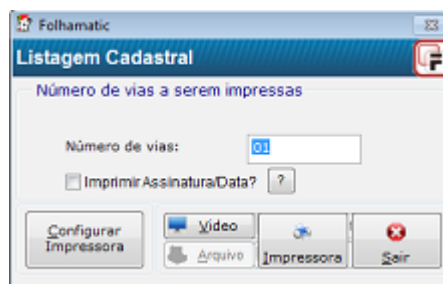 Folhamatic
Listagem Cadastral
Número de vias a serem impressas
Número de vias:
01
Imprimir Assinatura/Data?
?
Configurar
Impressora
Vídeo
Arquivo
Impressora
Sair